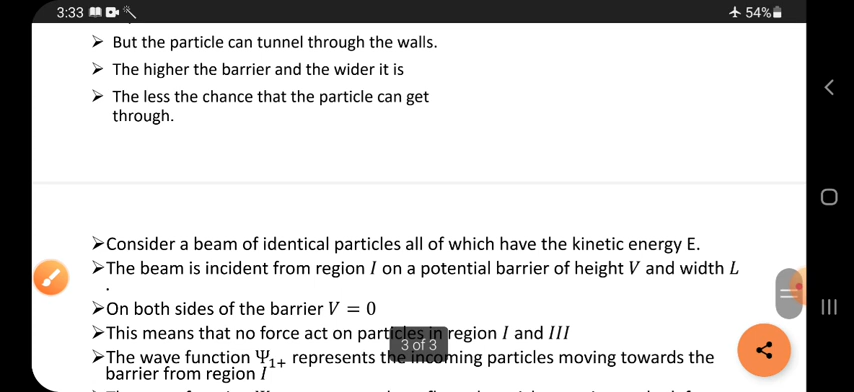 3:33
54%
➢ But the particle can tunnel through the walls.
➢ The higher the barrier and the wider it is
➢ The less the chance that the particle can get
through.
➢Consider a beam of identical particles all of which have the kinetic energy E.
➢The beam is incident from region I on a potential barrier of height V and width L
.
➢On both sides of the barrier V = 0
➢This means that no force act on particles in region I and III
3 of 3
➢The wave function Ψ₁₊ represents the incoming particles moving towards the
barrier from region I